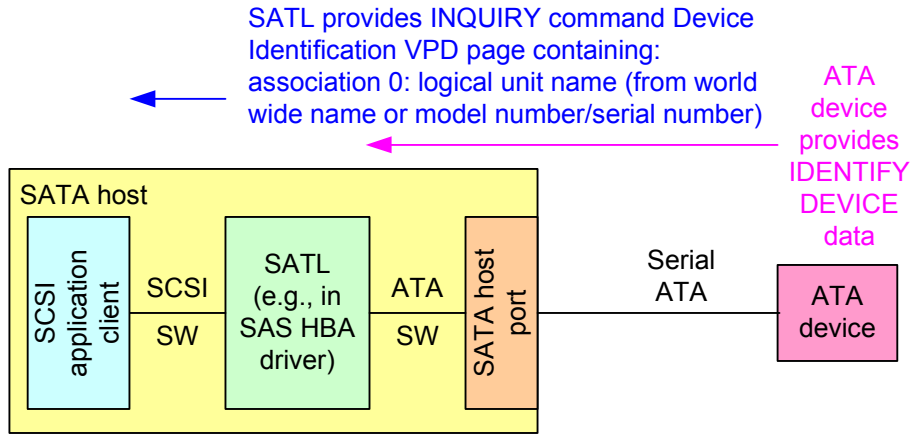 SATL provides INQUIRY command Device
Identification VPD page containing:
association 0: logical unit name (from world
wide name or model number/serial number)
ATA
device
provides
IDENTIFY
DEVICE
data
SATA host
SCSI
application
client
SCSI
SW
SATL
(e.g., in
SAS HBA
driver)
ATA
SW
SATA host
port
Serial
ATA
ATA
device